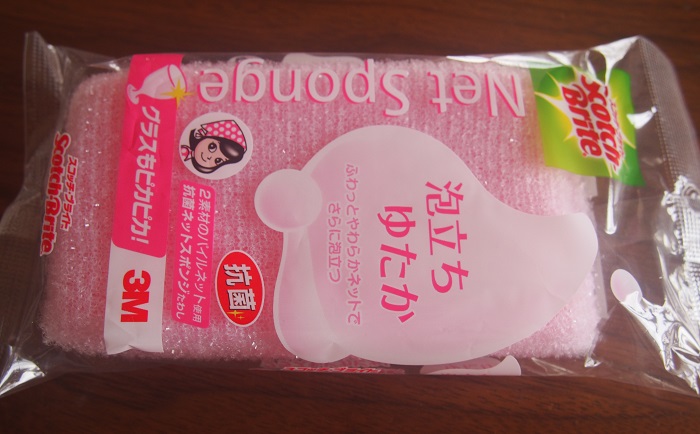 Scotch
Brite
Net Sponge
泡立ち
ゆたか
ふわっとやわらかネットで
さらに泡立つ
抗菌
2素材のパイルネット使用
抗菌ネットスポンジたわし
グラスもピカピカ!
スコッチ・ブライト
Scotch Brite
3M